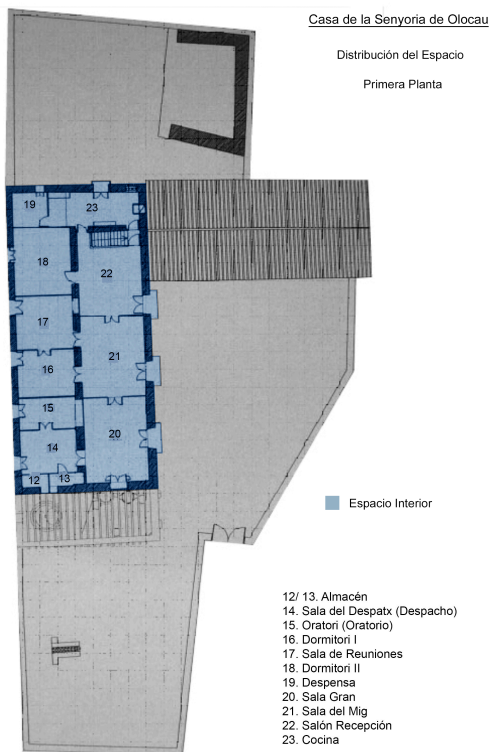 Casa de la Senyoria de Olocau
Distribución del Espacio
Primera Planta
19
23
18
22
17
21
16
15
20
14
12
13
Espacio Interior
12/ 13. Almacén
14. Sala del Despatx (Despacho)
15. Oratori (Oratorio)
16. Dormitori I
17. Sala de Reuniones
18. Dormitori II
19. Despensa
20. Sala Gran
21. Sala del Mig
22. Salón Recepción
23. Cocina